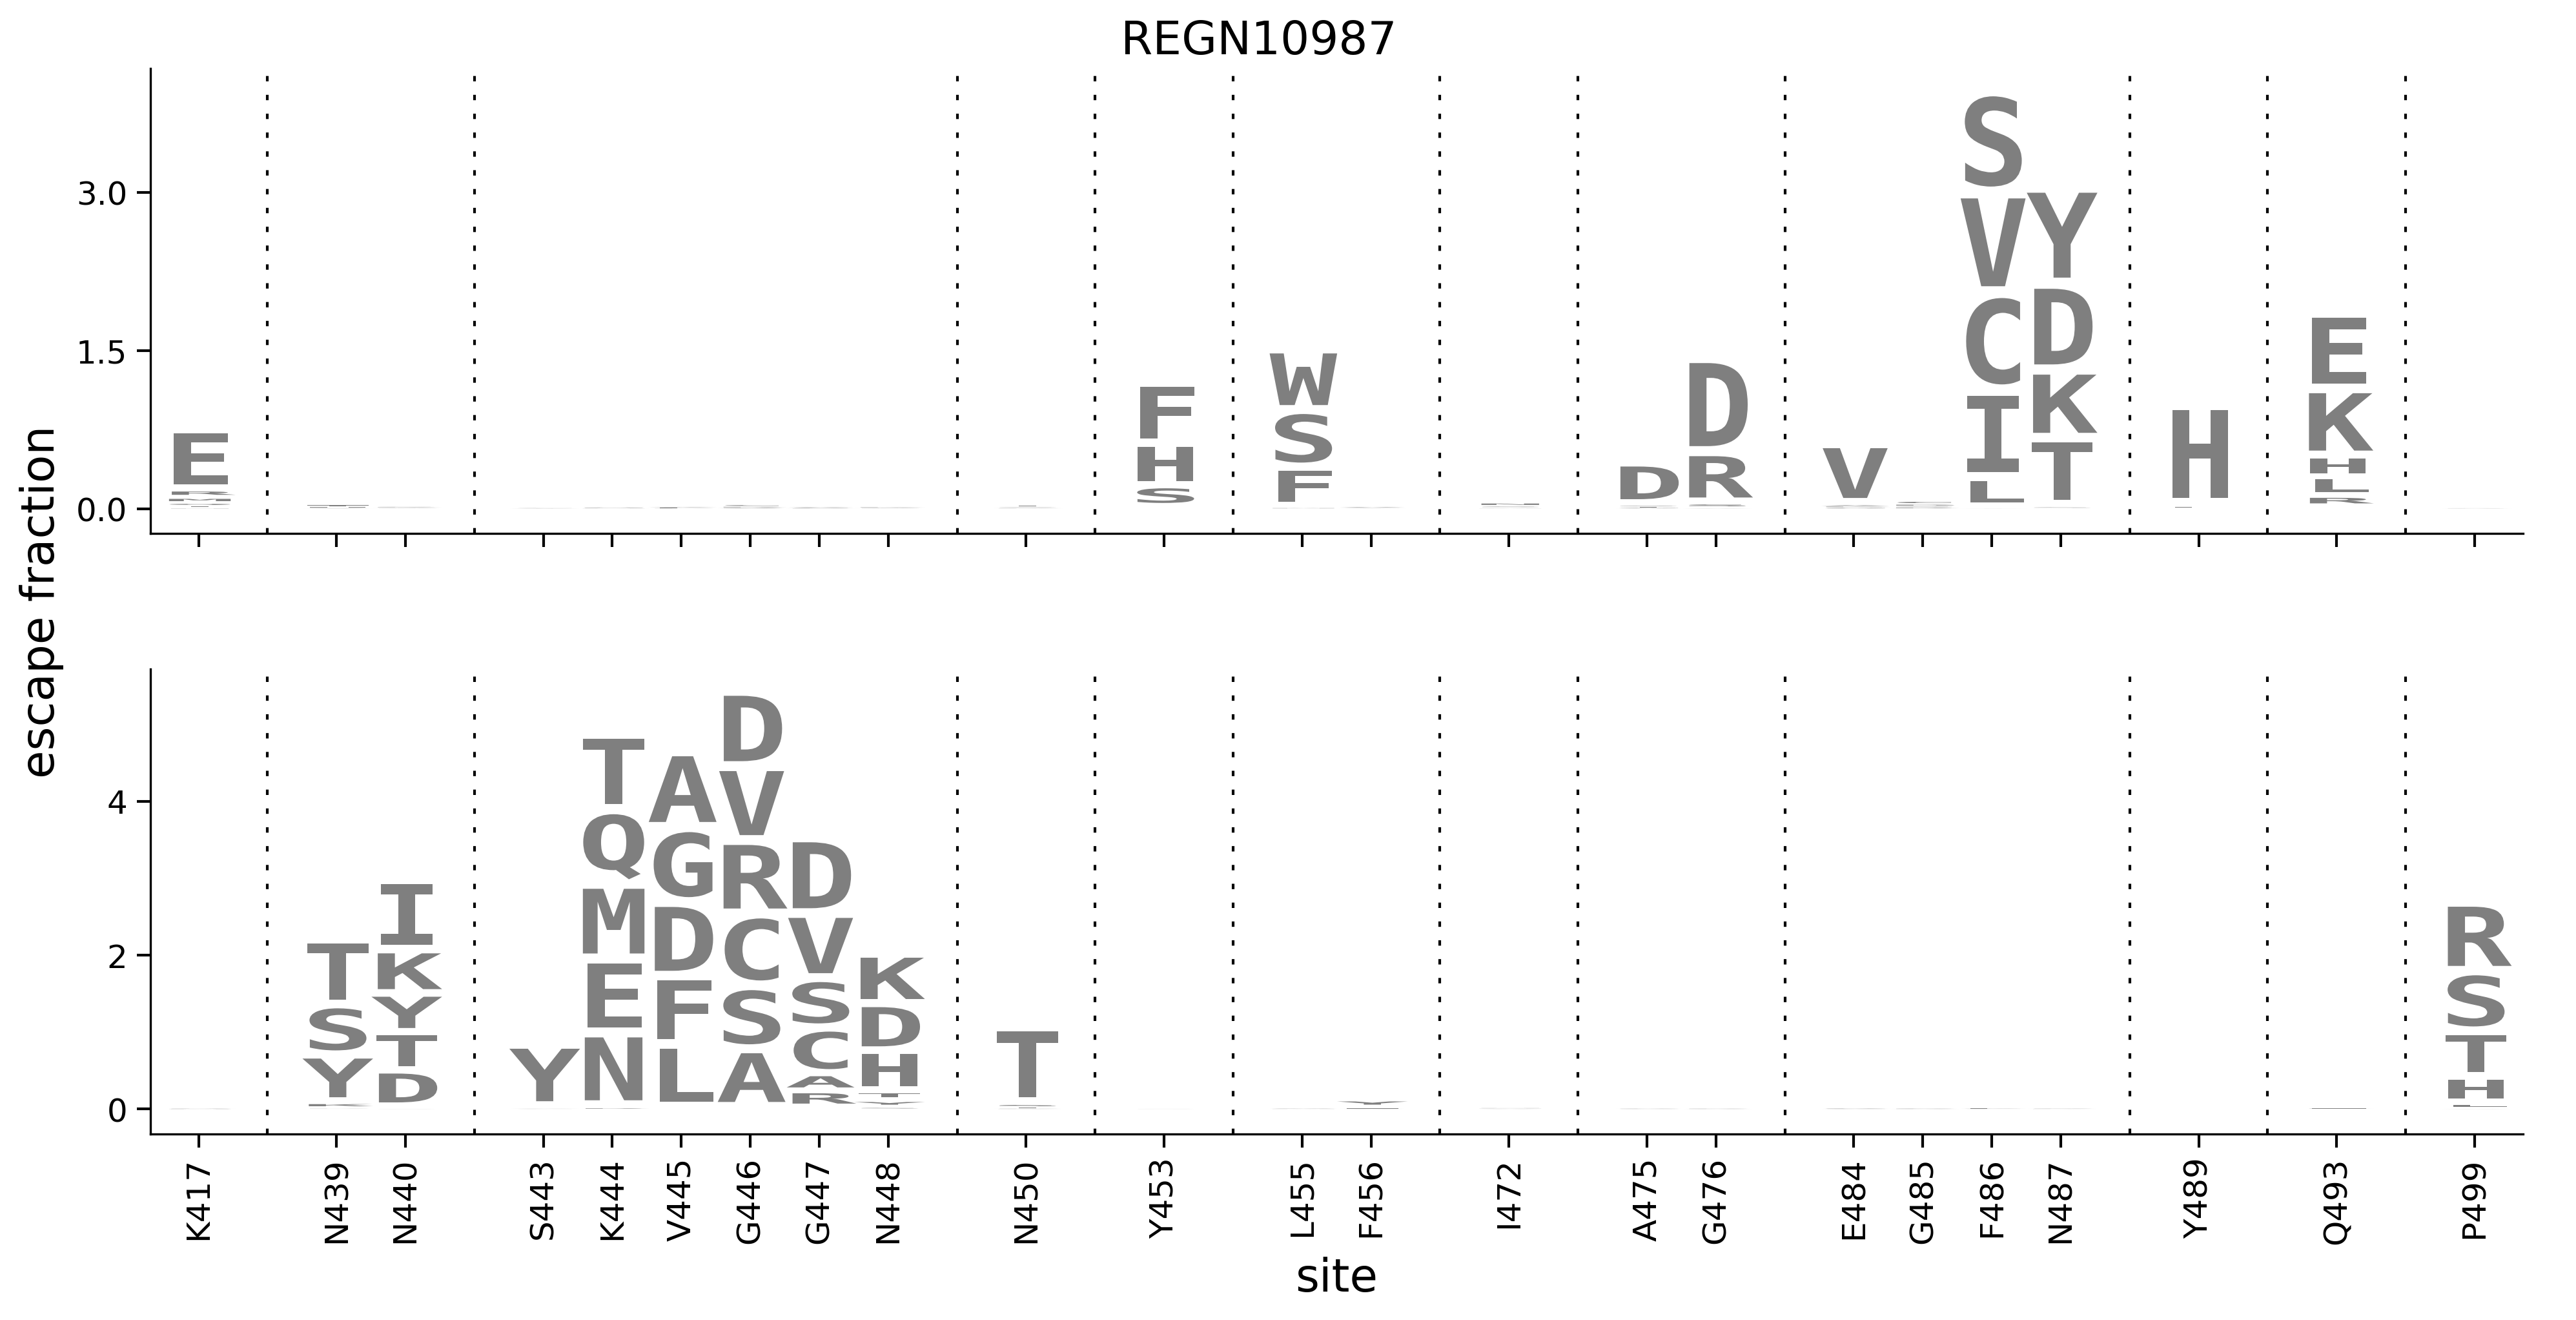 REGN10987
escape fraction
3.0
1.5
0.0
E
F
H
S
W
S
F
D
D
R
V
S
V
C
I
L
Y
D
K
T
H
E
K
H
L
R
4
2
0
T
S
Y
I
K
Y
T
D
Y
T
Q
M
E
N
A
G
D
F
L
D
V
R
C
S
A
D
V
S
C
A
R
K
D
H
T
R
S
T
H
K417 N439 N440 S443 K444 V445 G446 G447 N448 N450 Y453 L455 F456 I472 A475 G476 E484 G485 F486 N487 Y489 Q493 P499
site